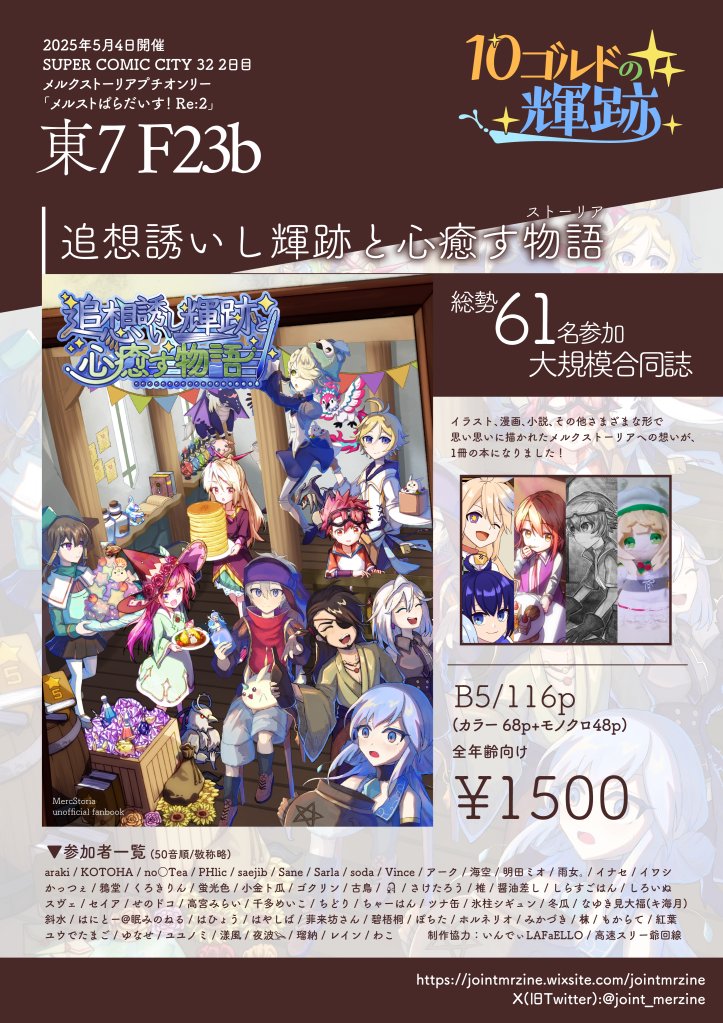 2025年5月4日開催
SUPER COMIC CITY 32 2日目
メルクストーリアプチオンリー
「メルストぱらだいす! Re:2」
東7 F23b
10ゴルドの
輝跡
ストーリア
追想誘いし輝跡と心癒す物語
追想誘いし輝跡と
心癒す物語
MercStoria
unofficial fanbook
総勢61名参加
大規模合同誌
イラスト、漫画、小説、その他さまざまな形で
思い思いに描かれたメルクストーリアへの想いが、
1冊の本になりました!
B5/116p
(カラー 68p+モノクロ48p)
全年齢向け
¥1500
▼参加者一覧 (50音順/敬称略)
araki / KOTOHA / no○Tea / PHlic / saejib / Sane / Sarla / soda / Vince / アーク / 海空 / 明田ミオ / 雨女。 / イナセ / イワシ
かっつぇ / 鵺堂 / くろきりん / 蛍光色 / 小金ト瓜 / ゴクリン / 古鳥 / / さけたろう / 椎 / 醤油差し / しらすごはん / しろいぬ
スヴェ / セイア / せのドコ / 高宮みらい / 千多めいこ / ちどり / ちゃーはん / ツナ缶 / 氷柱シギュン / 冬瓜 / なゆき見大福(キ海月)
斜水 / はにとー@眠みのねる / はひょう / はやしば / 菲来坊さん / 碧梧桐 / ぽちた / ホルネリオ / みかづき / 棟 / もからて / 紅葉
ユウでたまご / ゆなせ / ユユノミ / 漾風 / 夜波 / 瑠納 / レイン / わこ 制作協力:いんでぃLAFaELLO / 高速スリー爺回線
https://jointmrzine.wixsite.com/jointmrzine
X(旧Twitter):@joint_merzine